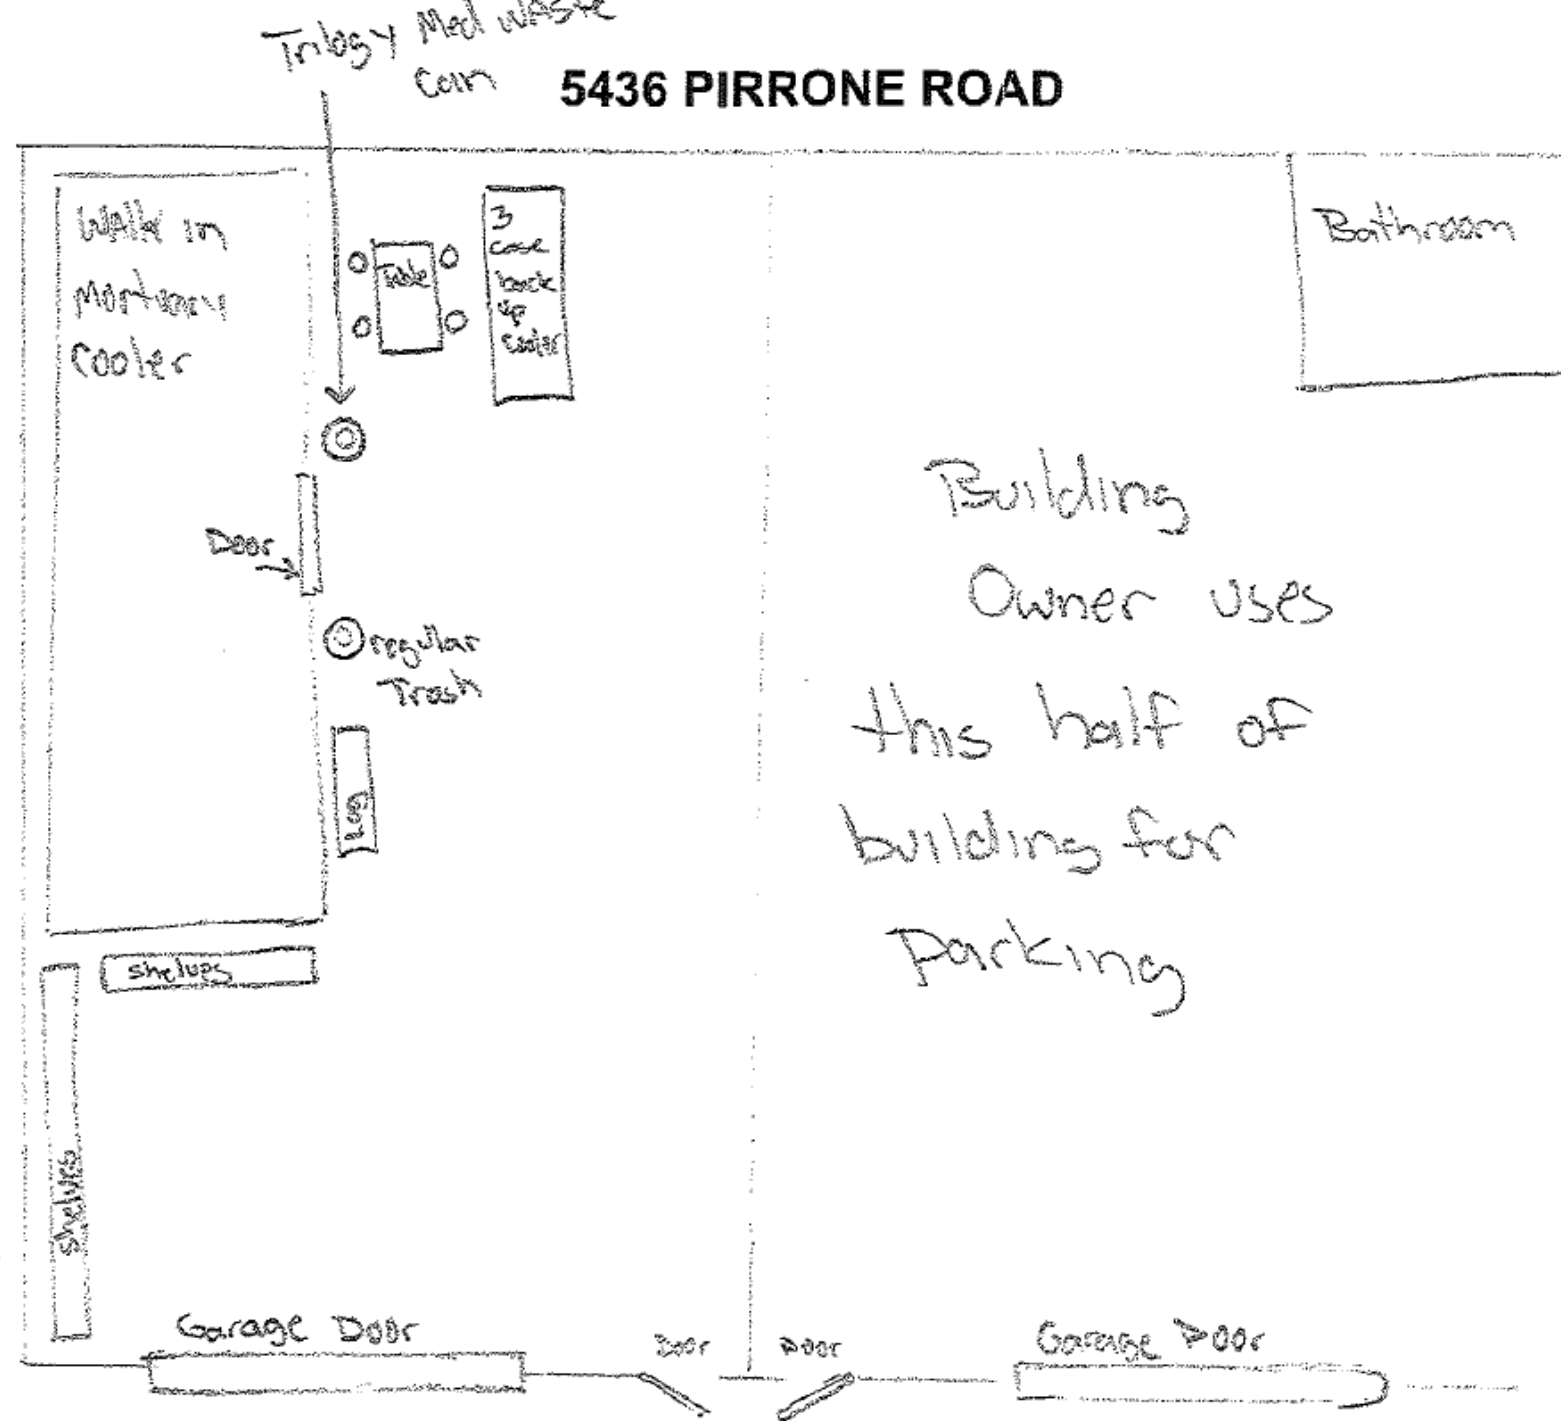 Trilogy Med Waste
Can
5436 PIRRONE ROAD
Walk in
Mortuary
Cooler
Table
3
case
back
up
cooler
Bathroom
Door
regular
Trash
Log
Building
Owner uses
this half of
building for
Parking
shelves
shelves
Garage Door
Door
Door
Garage Door